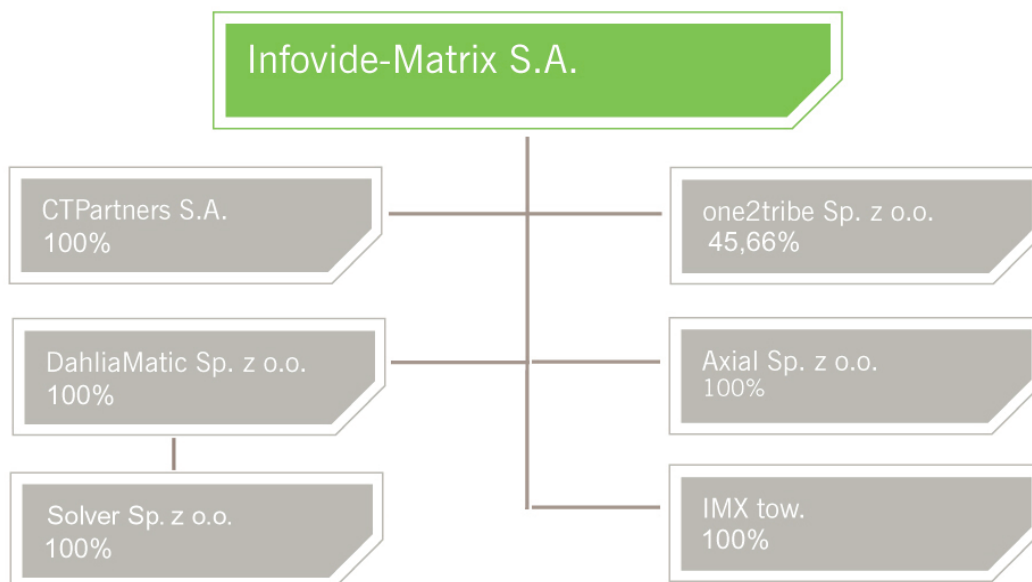 Infovide-Matrix S.A.
CTPartners S.A.
100%
one2tribe Sp. z o.o.
45,66%
DahliaMatic Sp. z o.o.
100%
Axial Sp. z o.o.
100%
Solver Sp. z o.o.
100%
IMX tow.
100%